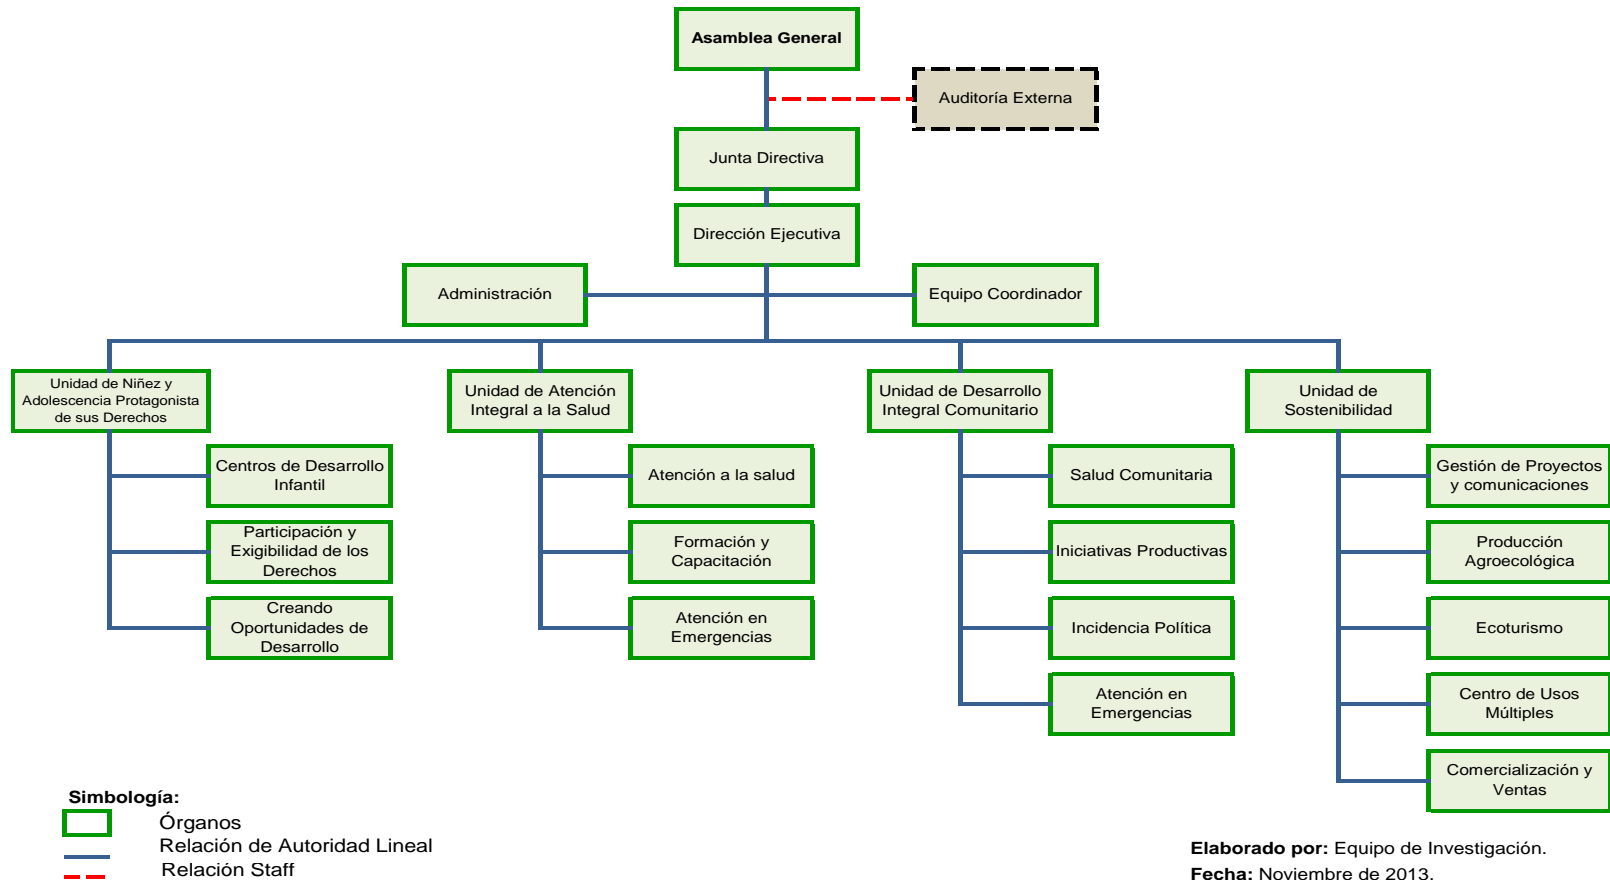 Asamblea General
Auditoría Externa
Junta Directiva
Dirección Ejecutiva
Administración
Equipo Coordinador
Unidad de Niñez y
Adolescencia Protagonista
de sus Derechos
Unidad de Atención
Integral a la Salud
Unidad de Desarrollo
Integral Comunitario
Unidad de
Sostenibilidad
Centros de Desarrollo
Infantil
Participación y
Exigibilidad de los
Derechos
Creando
Oportunidades de
Desarrollo
Atención a la salud
Formación y
Capacitación
Atención en
Emergencias
Salud Comunitaria
Iniciativas Productivas
Incidencia Política
Atención en
Emergencias
Gestión de Proyectos
y comunicaciones
Producción
Agroecológica
Ecoturismo
Centro de Usos
Múltiples
Comercialización y
Ventas
Simbología:
Órganos
Relación de Autoridad Lineal
Relación Staff
Elaborado por: Equipo de Investigación.
Fecha: Noviembre de 2013.